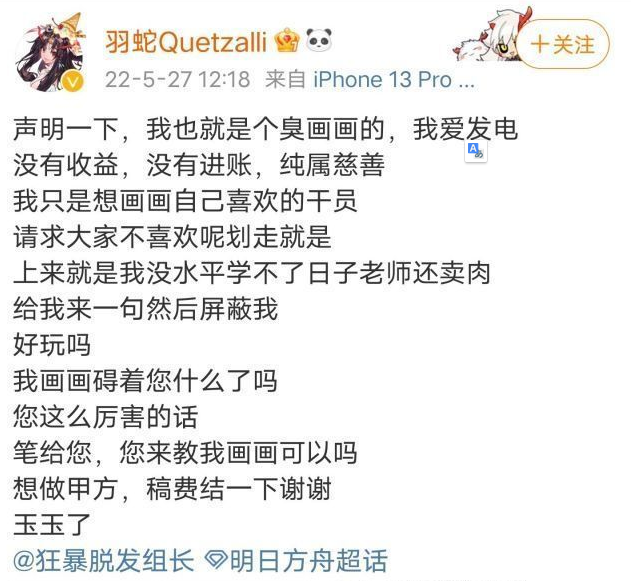 羽蛇Quetzalli
+关注
22-5-27 12:18 来自 iPhone 13 Pro ...
声明一下，我也就是个臭画画的，我爱发电
没有收益，没有进账，纯属慈善
我只是想画画自己喜欢的干员
请求大家不喜欢呢划走就是
上来就是我没水平学不了日子老师还卖肉
给我来一句然后屏蔽我
好玩吗
我画画碍着您什么了吗
您这么厉害的话
笔给您，您来教我画画可以吗
想做甲方，稿费结一下谢谢
玉玉了
@狂暴脱发组长 明日方舟超话